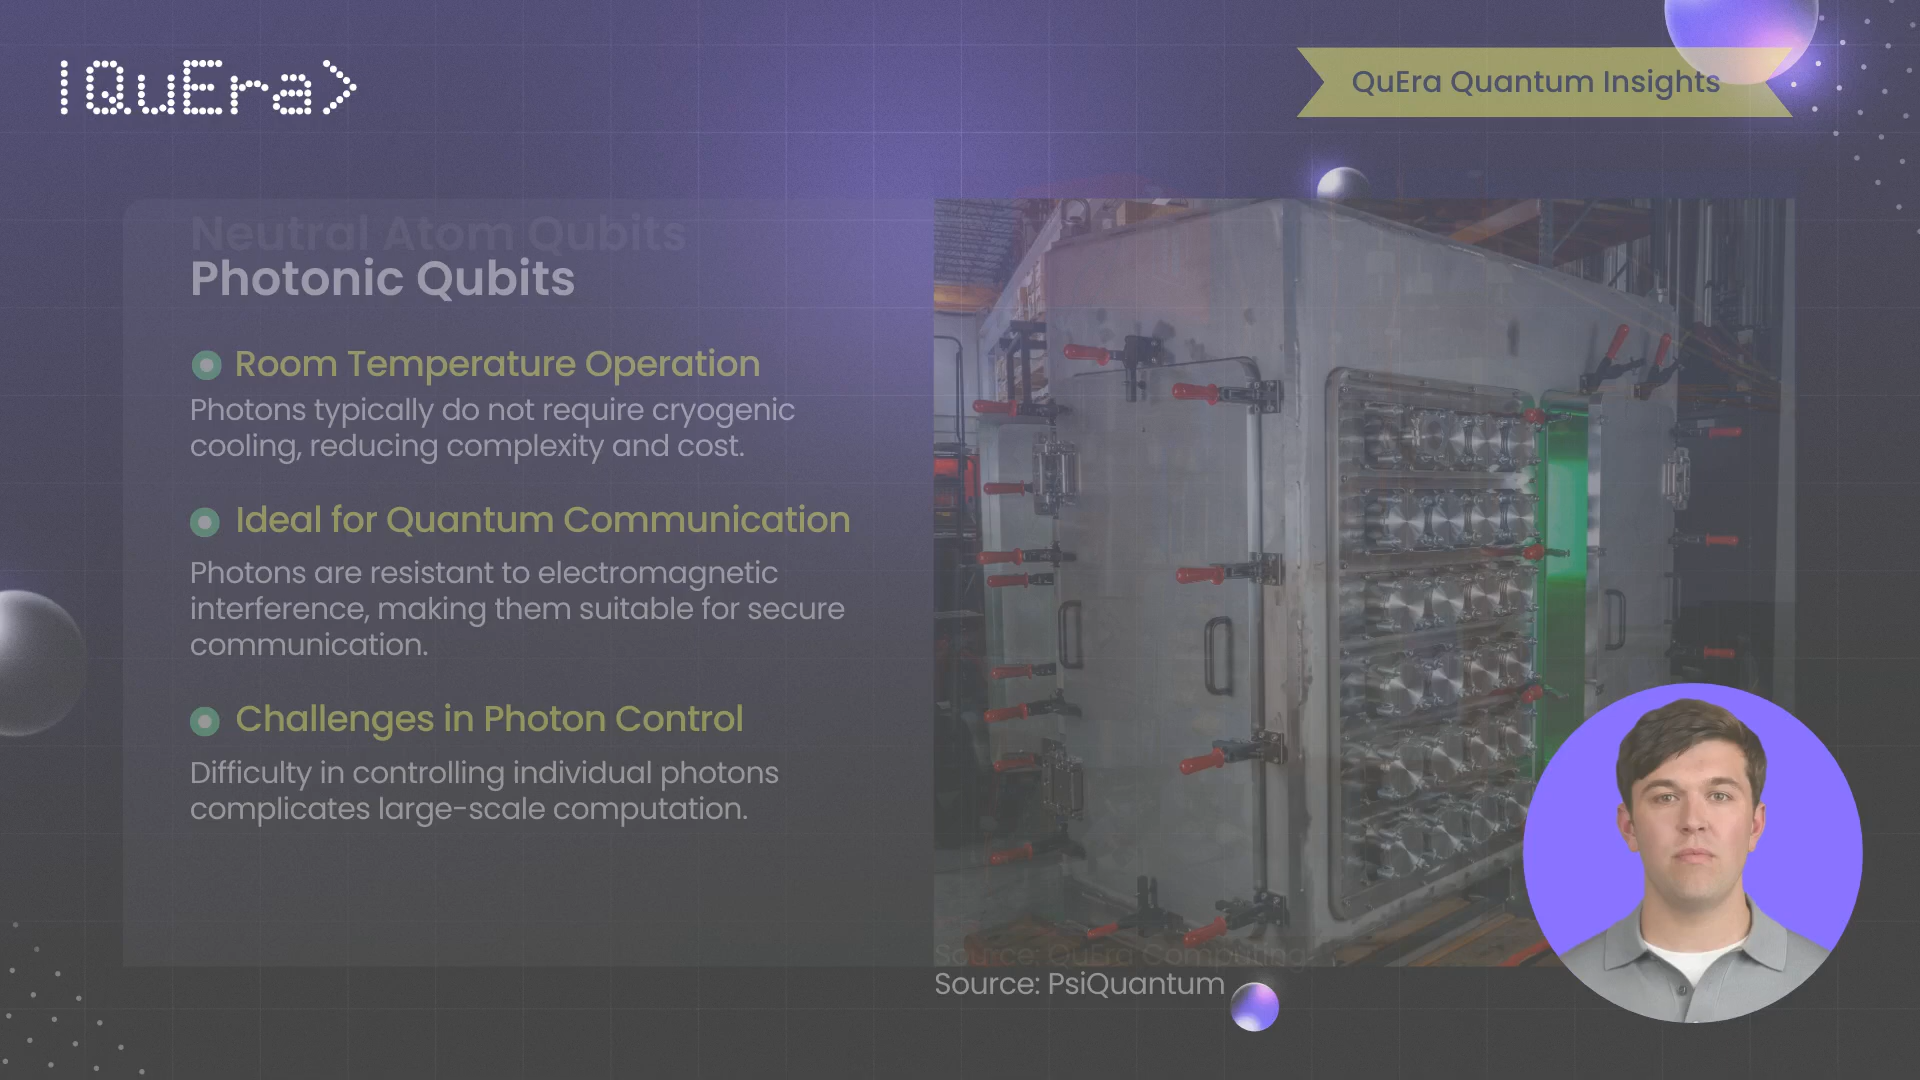 |QuEra>
QuEra Quantum Insights
Neutral Atom Qubits
Photonic Qubits
Room Temperature Operation
Photons typically do not require cryogenic
cooling, reducing complexity and cost.
Ideal for Quantum Communication
Photons are resistant to electromagnetic
interference, making them suitable for secure
communication.
Challenges in Photon Control
Difficulty in controlling individual photons
complicates large-scale computation.
Source: QuEra Computing
Source: PsiQuantum